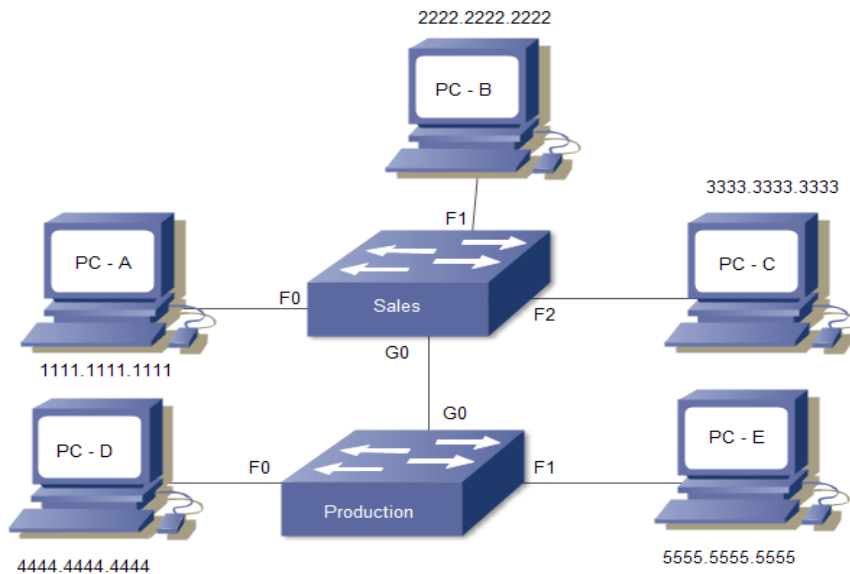 2222.2222.2222
PC - B
3333.3333.3333
F1
PC - A
PC - C
F0
Sales
F2
G0
1111.1111.1111
G0
PC - D
PC - E
F0
F1
Production
4444.4444.4444
5555.5555.5555